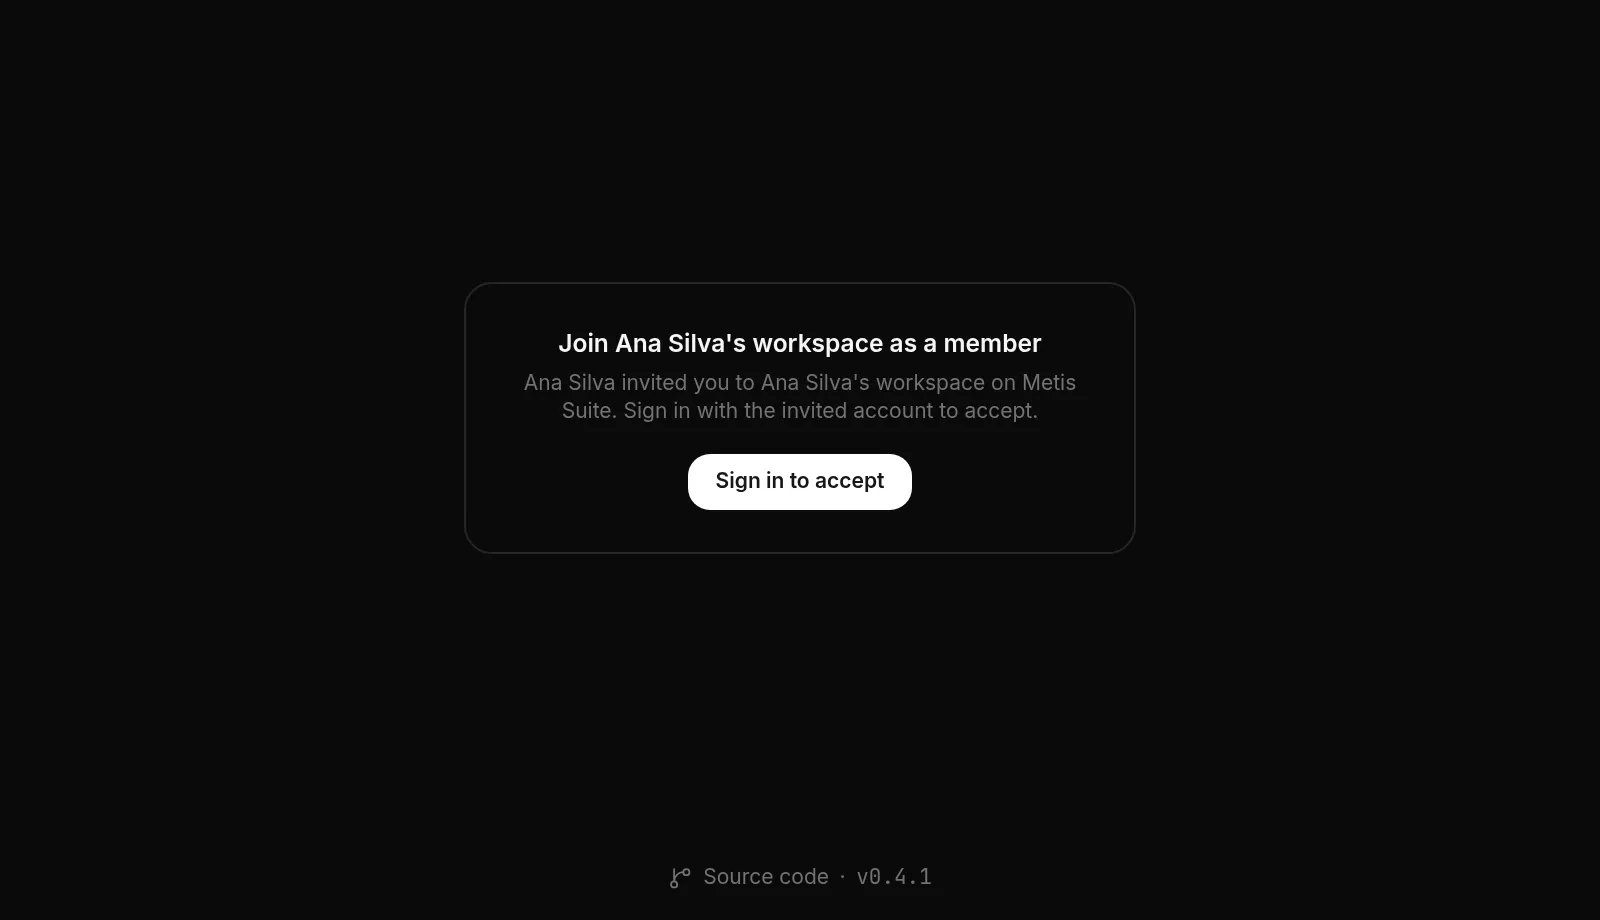 Join Ana Silva's workspace as a member
Ana Silva invited you to Ana Silva's workspace on Metis
Suite. Sign in with the invited account to accept.
Sign in to accept
Source code · v0.4.1